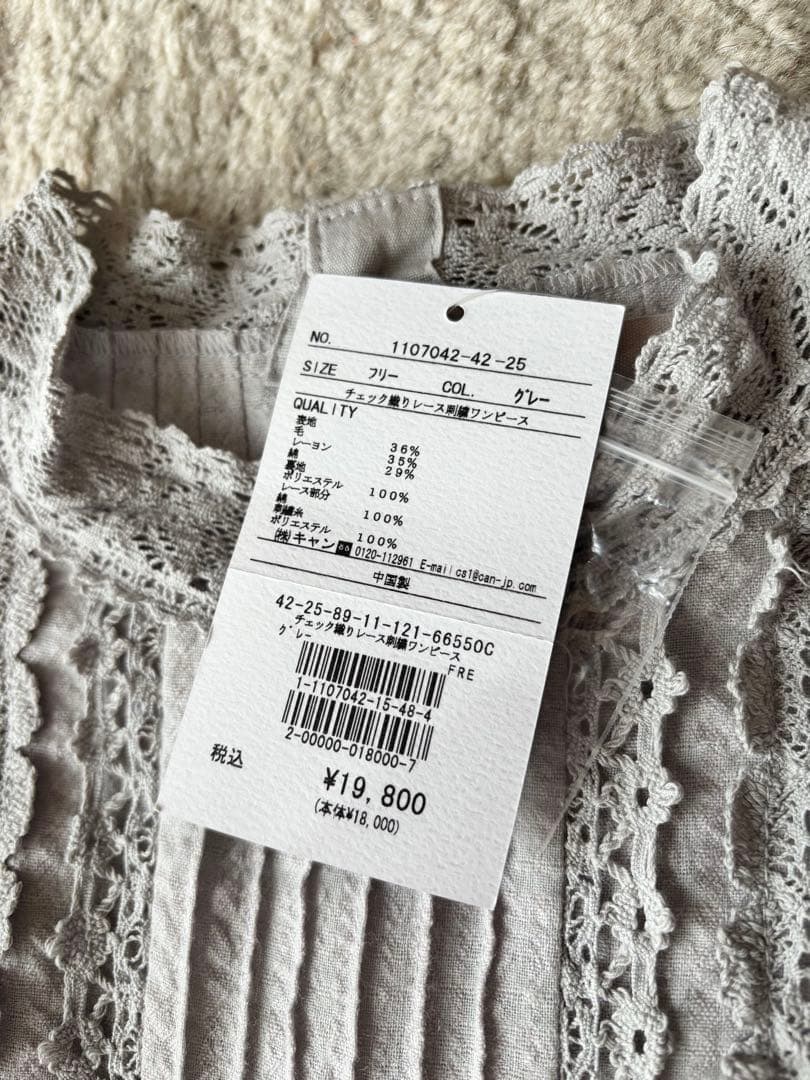 NO. 1107042-42-25
SIZE フリー COL. グレー
チェック織りレース刺繍ワンピース
QUALITY
表地
毛 36%
レーヨン 35%
綿 29%
裏地
ポリエステル 100%
レース部分
綿 100%
刺繍糸
ポリエステル 100%
㈱キャン 0120-112961 E-mail cs1@can-jp.com
中国製
42-25-89-11-121-66550C
チェック織りレース刺繍ワンピース
グレー FRE
1-1107042-15-48-4
2-00000-018000-7
税込 ¥19,800
(本体¥18,000)